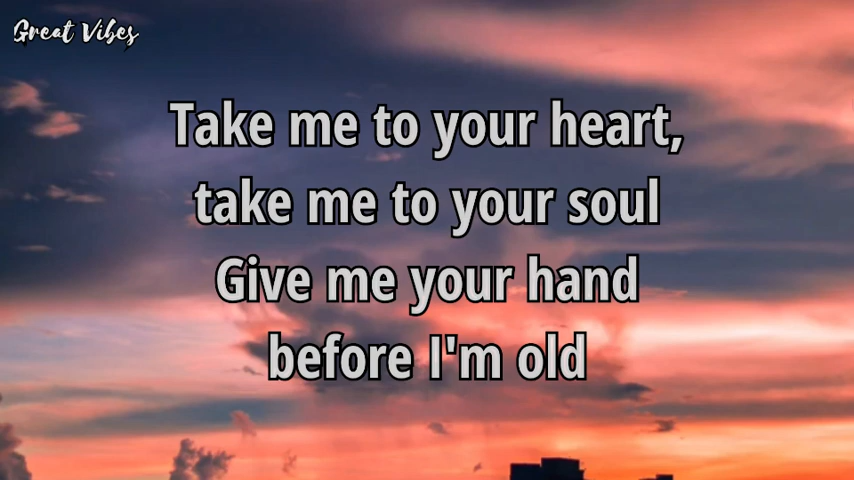 Great Vibes
Take me to your heart,
take me to your soul
Give me your hand
before I'm old